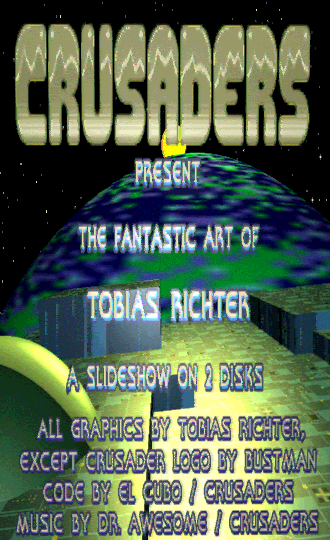 CRUSADERS
PRESENT
THE FANTASTIC ART OF
TOBIAS RICHTER
A SLIDESHOW ON 2 DISKS
ALL GRAPHICS BY TOBIAS RICHTER,
EXCEPT CRUSADER LOGO BY BUSTMAN
CODE BY EL CUBO / CRUSADERS
MUSIC BY DR. AWESOME / CRUSADERS